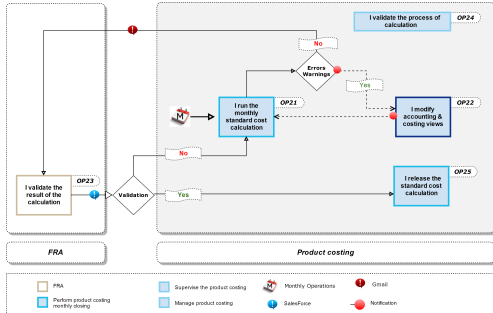 OP24
I validate the process of
calculation
No
Errors
Warnings
Yes
OP21
I run the
monthly
standard cost
calculation
M
OP22
I modify
accounting &
costing views
No
OP23
I validate the
result of the
calculation
Validation
Yes
OP25
I release the
standard cost
calculation
FRA
Product costing
FRA
Supervise the product costing
Monthly Operations
Gmail
Perform product costing
monthly closing
Manage product costing
SalesForce
Notification